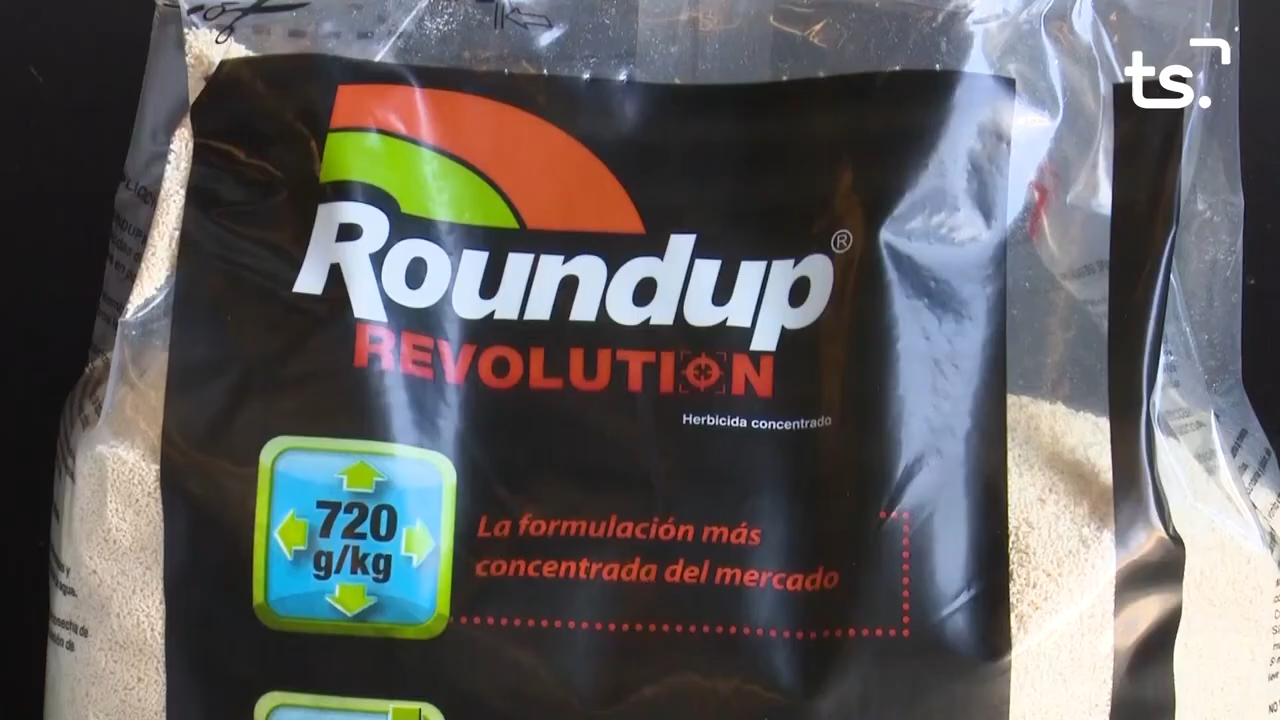 ts.
Roundup®
REVOLUTION
Herbicida concentrado
720
g/kg
La formulación más
concentrada del mercado